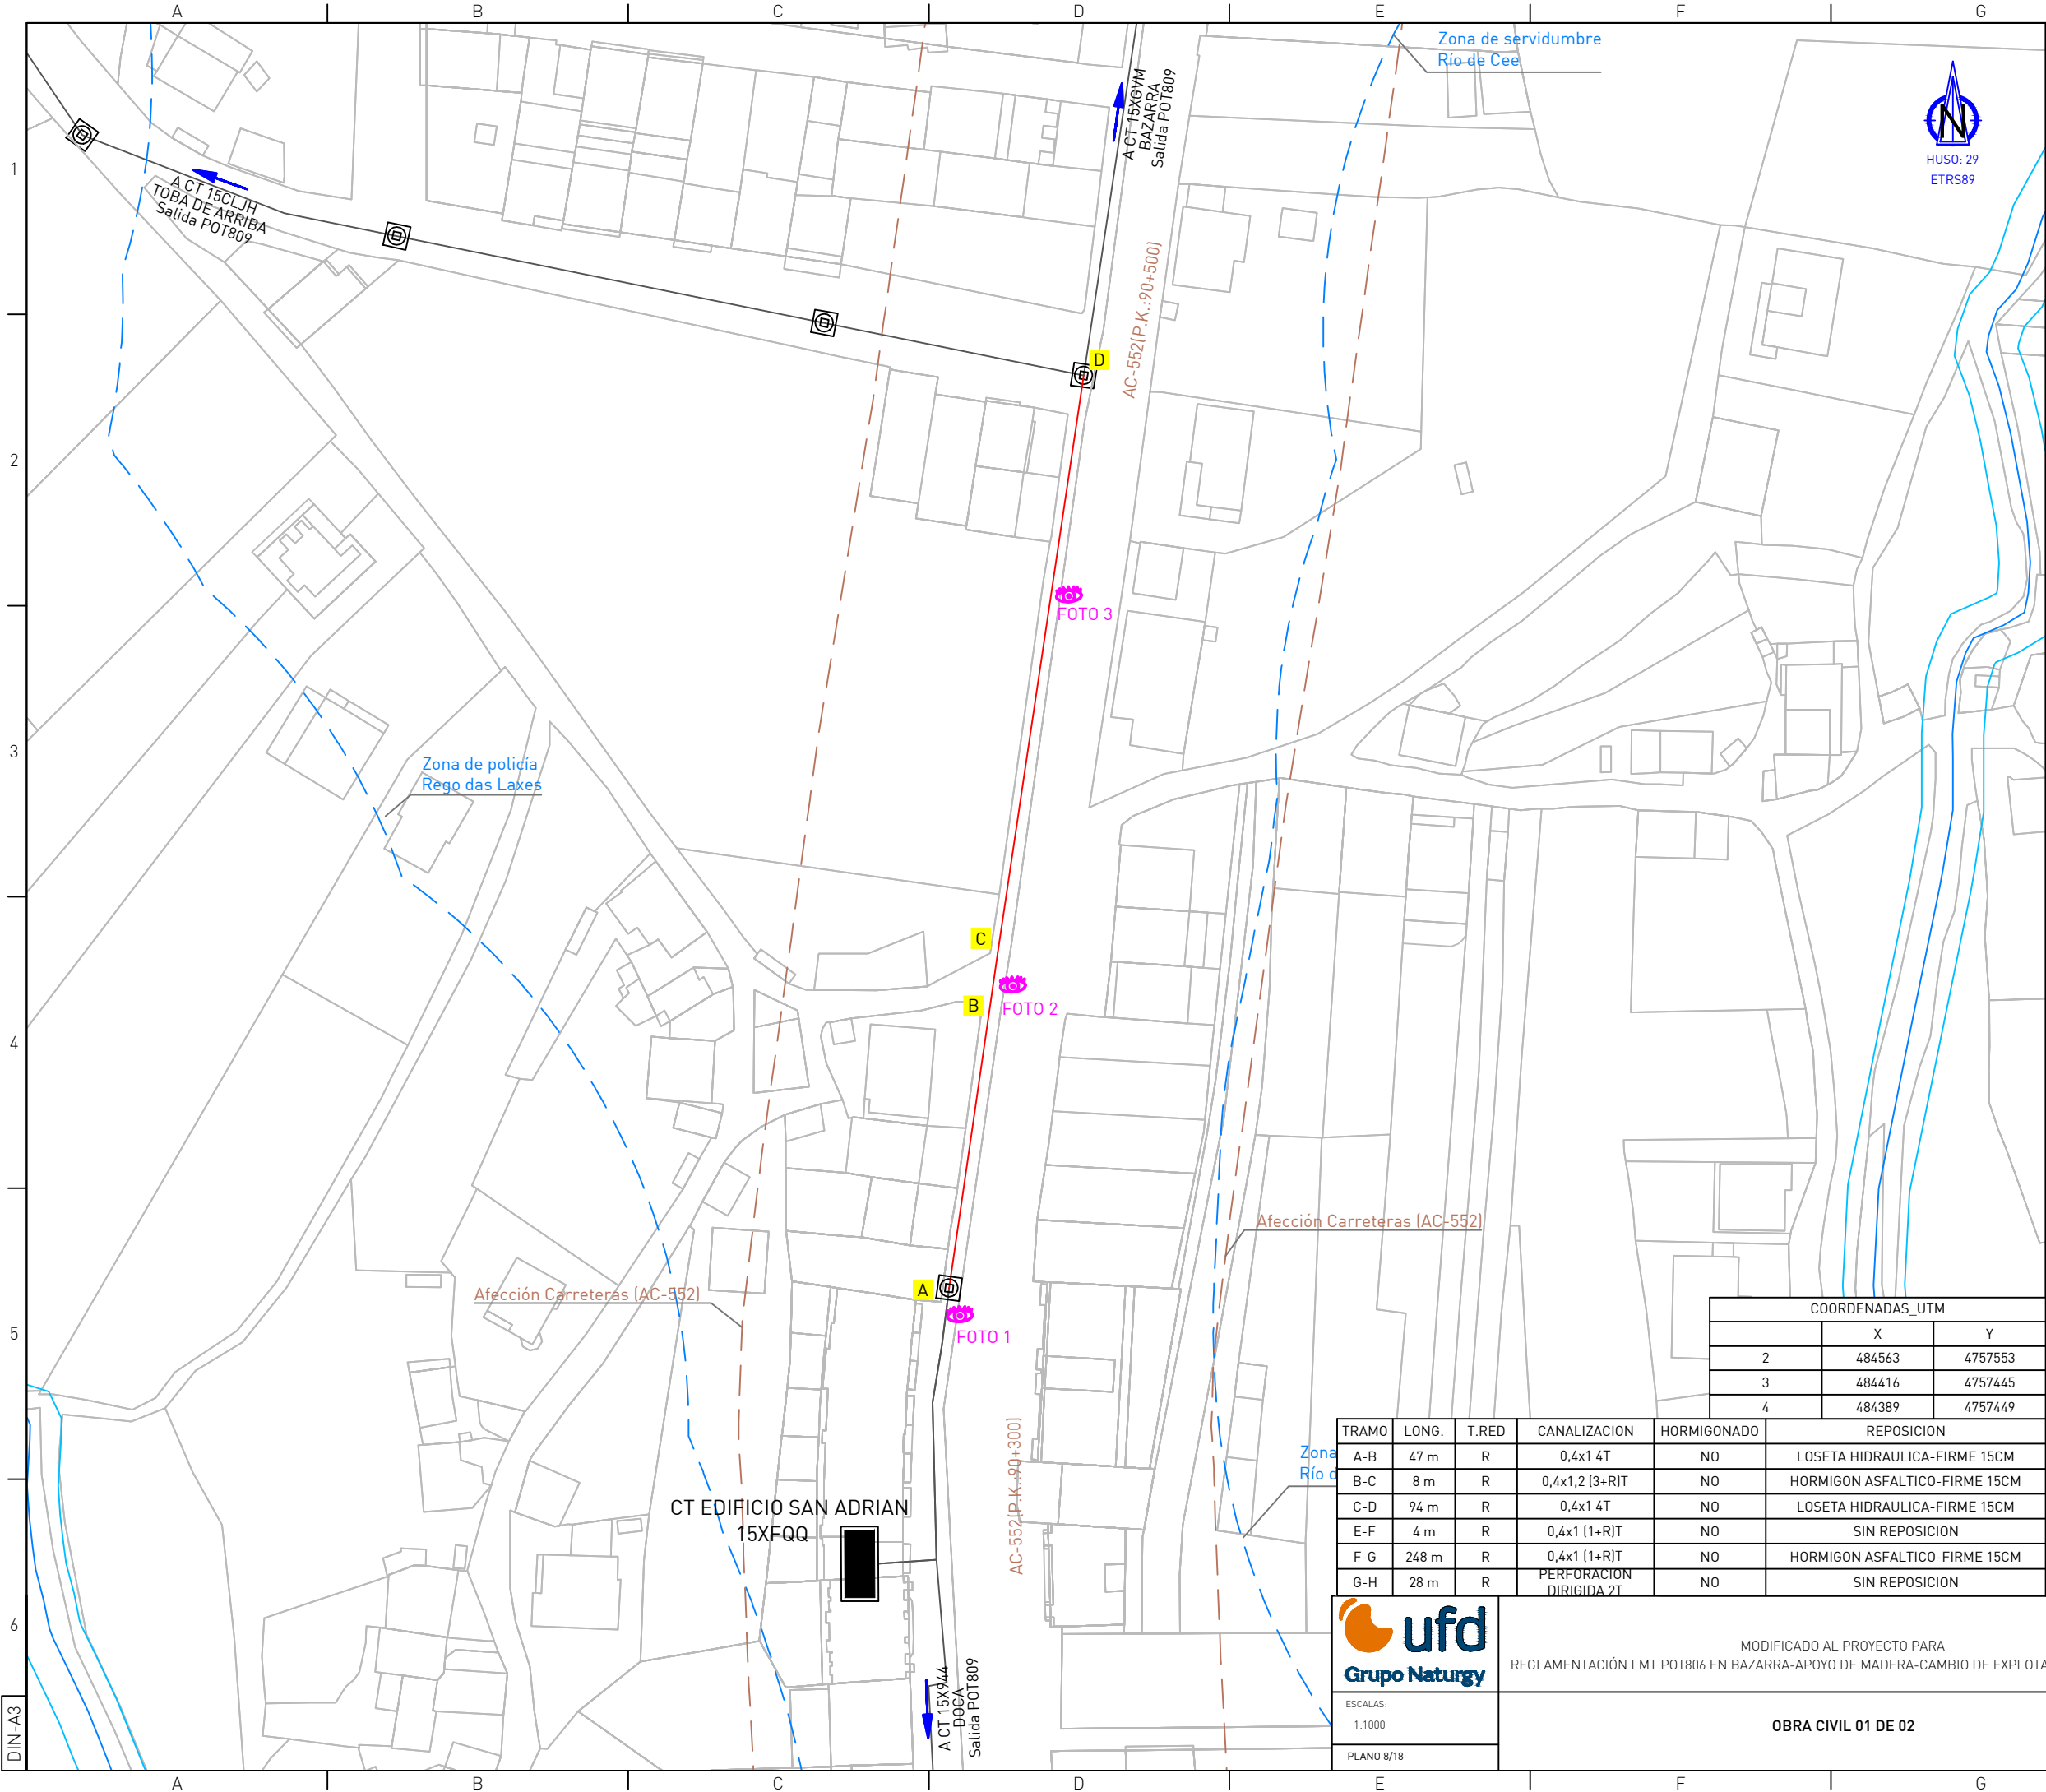 A B C D E F G
Zona de servidumbre
Río de Cee
N
HUSO: 29
ETRS89
1
2
3
4
5
6
A CT 15CLJH
TOBA DE ARRIBA
Salida POT809
A CT 15XGVM
BAZARRA
Salida POT809
AC-552(P.K.:90+500)
D
FOTO 3
Zona de policía
Rego das Laxes
C
B
FOTO 2
Afección Carreteras (AC-552)
Afección Carreteras (AC-552)
A
FOTO 1
AC-552(P.K.:90+300)
Zona
Río d
CT EDIFICIO SAN ADRIAN
15XFQQ
A CT 15X944
DOCA
Salida POT809
COORDENADAS_UTM
X Y
2 484563 4757553
3 484416 4757445
4 484389 4757449
TRAMO LONG. T.RED CANALIZACION HORMIGONADO REPOSICION
A-B 47 m R 0,4x1 4T NO LOSETA HIDRAULICA-FIRME 15CM
B-C 8 m R 0,4x1,2 (3+R)T NO HORMIGON ASFALTICO-FIRME 15CM
C-D 94 m R 0,4x1 4T NO LOSETA HIDRAULICA-FIRME 15CM
E-F 4 m R 0,4x1 (1+R)T NO SIN REPOSICION
F-G 248 m R 0,4x1 (1+R)T NO HORMIGON ASFALTICO-FIRME 15CM
G-H 28 m R PERFORACION DIRIGIDA 2T NO SIN REPOSICION
ufd
Grupo Naturgy
MODIFICADO AL PROYECTO PARA
REGLAMENTACIÓN LMT POT806 EN BAZARRA-APOYO DE MADERA-CAMBIO DE EXPLOTA
ESCALAS:
1:1000
OBRA CIVIL 01 DE 02
PLANO 8/18
DIN-A3
A B C D E F G